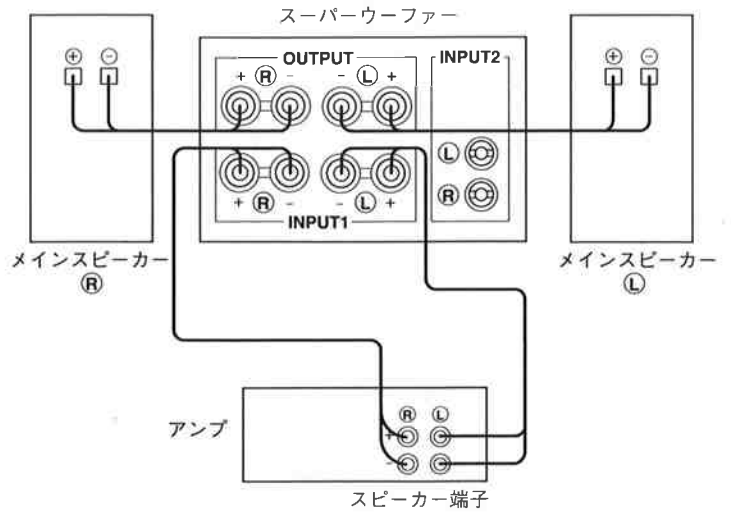 スーパーウーファー
⊕ ⊖
OUTPUT
INPUT2
⊕ ⊖
+ Ⓡ - - Ⓛ +
Ⓛ
Ⓡ
+ Ⓡ - - Ⓛ +
INPUT1
メインスピーカー
Ⓡ
メインスピーカー
Ⓛ
アンプ
Ⓡ Ⓛ
+
-
スピーカー端子